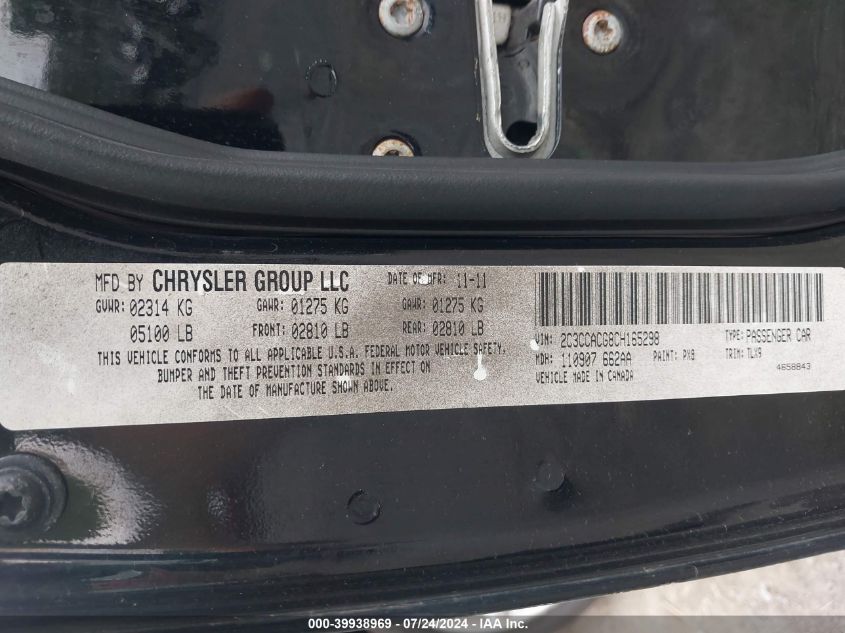 MFD BY CHRYSLER GROUP LLC DATE OF MFR: 11-11
GVWR: 02314 KG GAWR: 01275 KG GAWR: 01275 KG
05100 LB FRONT: 02810 LB REAR: 02810 LB
THIS VEHICLE CONFORMS TO ALL APPLICABLE U.S.A. FEDERAL MOTOR VEHICLE SAFETY,
BUMPER AND THEFT PREVENTION STANDARDS IN EFFECT ON
THE DATE OF MANUFACTURE SHOWN ABOVE.
VIN: 2C3CCACG8CH165298 TYPE: PASSENGER CAR
MDH: 110907 662AA PAINT: PX8 TRIM: TLX9
VEHICLE MADE IN CANADA 4658843
000-39938969 - 07/24/2024 - IAA Inc.